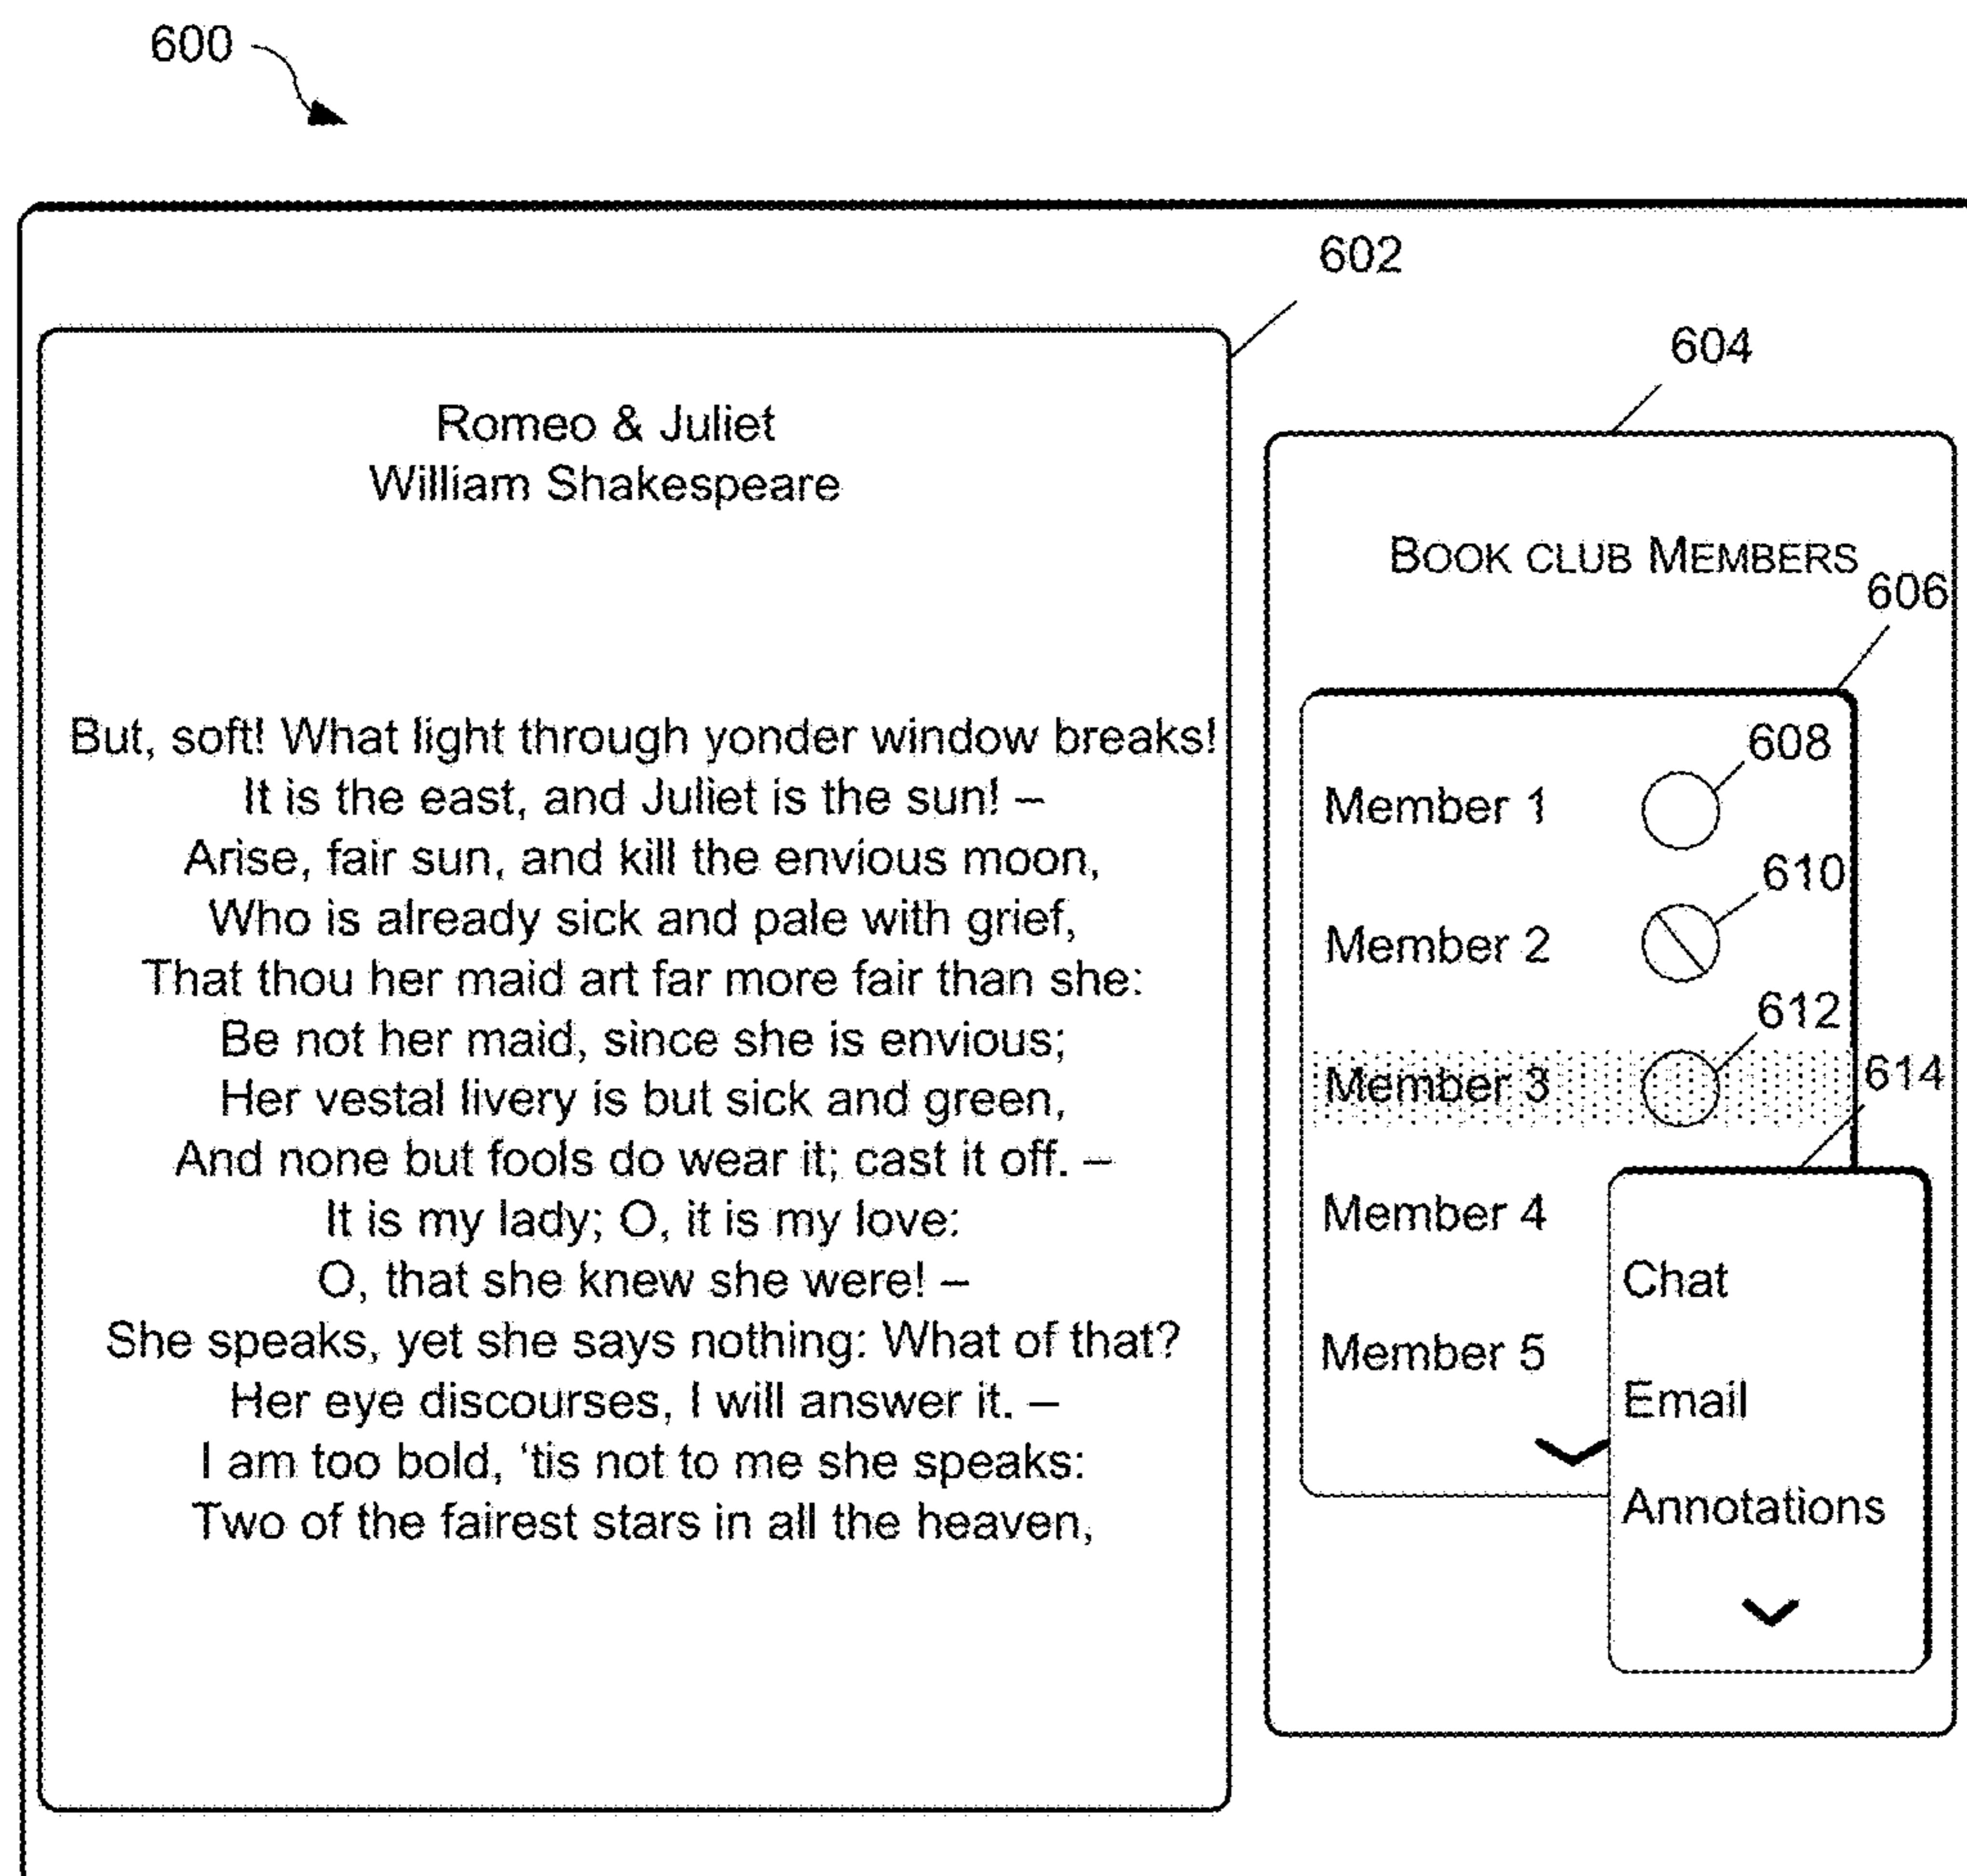 600
602
604
Romeo & Juliet
William Shakespeare
But, soft! What light through yonder window breaks!
It is the east, and Juliet is the sun! –
Arise, fair sun, and kill the envious moon,
Who is already sick and pale with grief,
That thou her maid art far more fair than she:
Be not her maid, since she is envious;
Her vestal livery is but sick and green,
And none but fools do wear it; cast it off. –
It is my lady; O, it is my love:
O, that she knew she were! –
She speaks, yet she says nothing: What of that?
Her eye discourses, I will answer it. –
I am too bold, ‘tis not to me she speaks:
Two of the fairest stars in all the heaven,
BOOK CLUB MEMBERS
606
608
Member 1
610
Member 2
612
Member 3
614
Member 4
Member 5
Chat
Email
Annotations